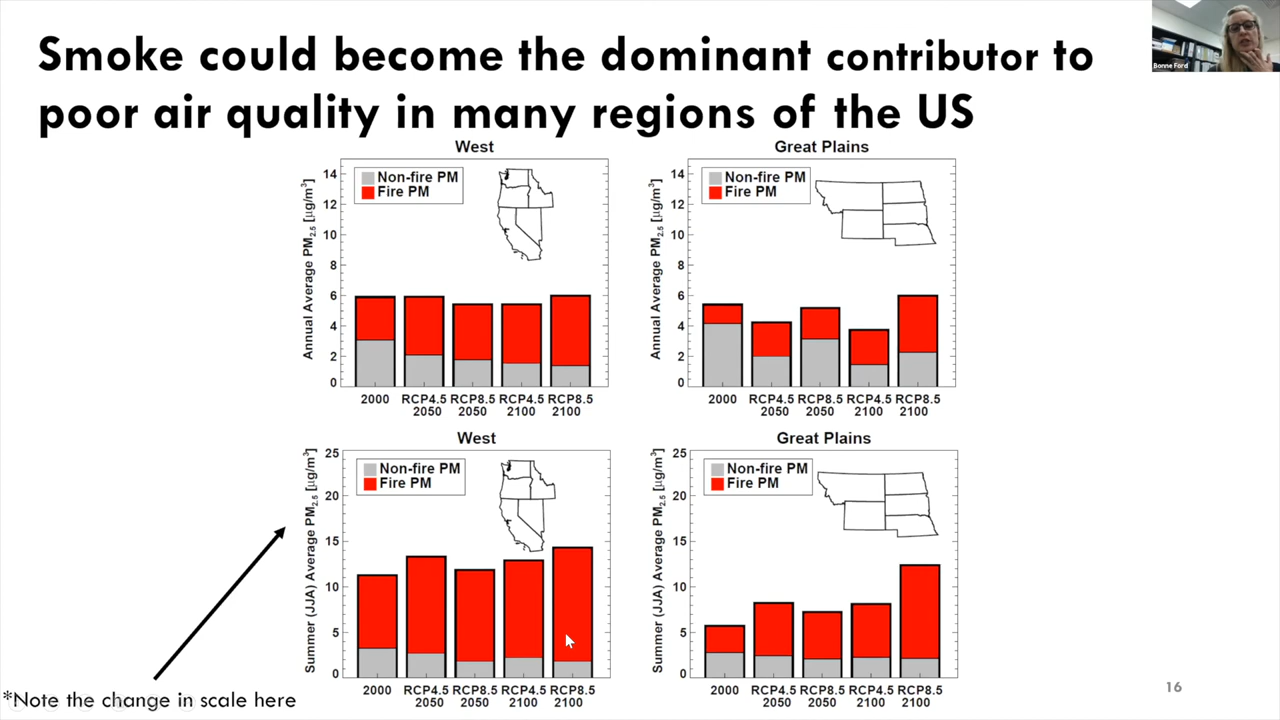 Smoke could become the dominant contributor to
poor air quality in many regions of the US
Bonne Ford
West
Non-fire PM
Fire PM
Annual Average PM2.5 [µg/m³]
14
12
10
8
6
4
2
0
2000
RCP4.5
2050
RCP8.5
2050
RCP4.5
2100
RCP8.5
2100
Great Plains
Non-fire PM
Fire PM
Annual Average PM2.5 [µg/m³]
14
12
10
8
6
4
2
0
2000
RCP4.5
2050
RCP8.5
2050
RCP4.5
2100
RCP8.5
2100
West
Non-fire PM
Fire PM
Summer (JJA) Average PM2.5 [µg/m³]
25
20
15
10
5
0
2000
RCP4.5
2050
RCP8.5
2050
RCP4.5
2100
RCP8.5
2100
Great Plains
Non-fire PM
Fire PM
Summer (JJA) Average PM2.5 [µg/m³]
25
20
15
10
5
0
2000
RCP4.5
2050
RCP8.5
2050
RCP4.5
2100
RCP8.5
2100
*Note the change in scale here
16